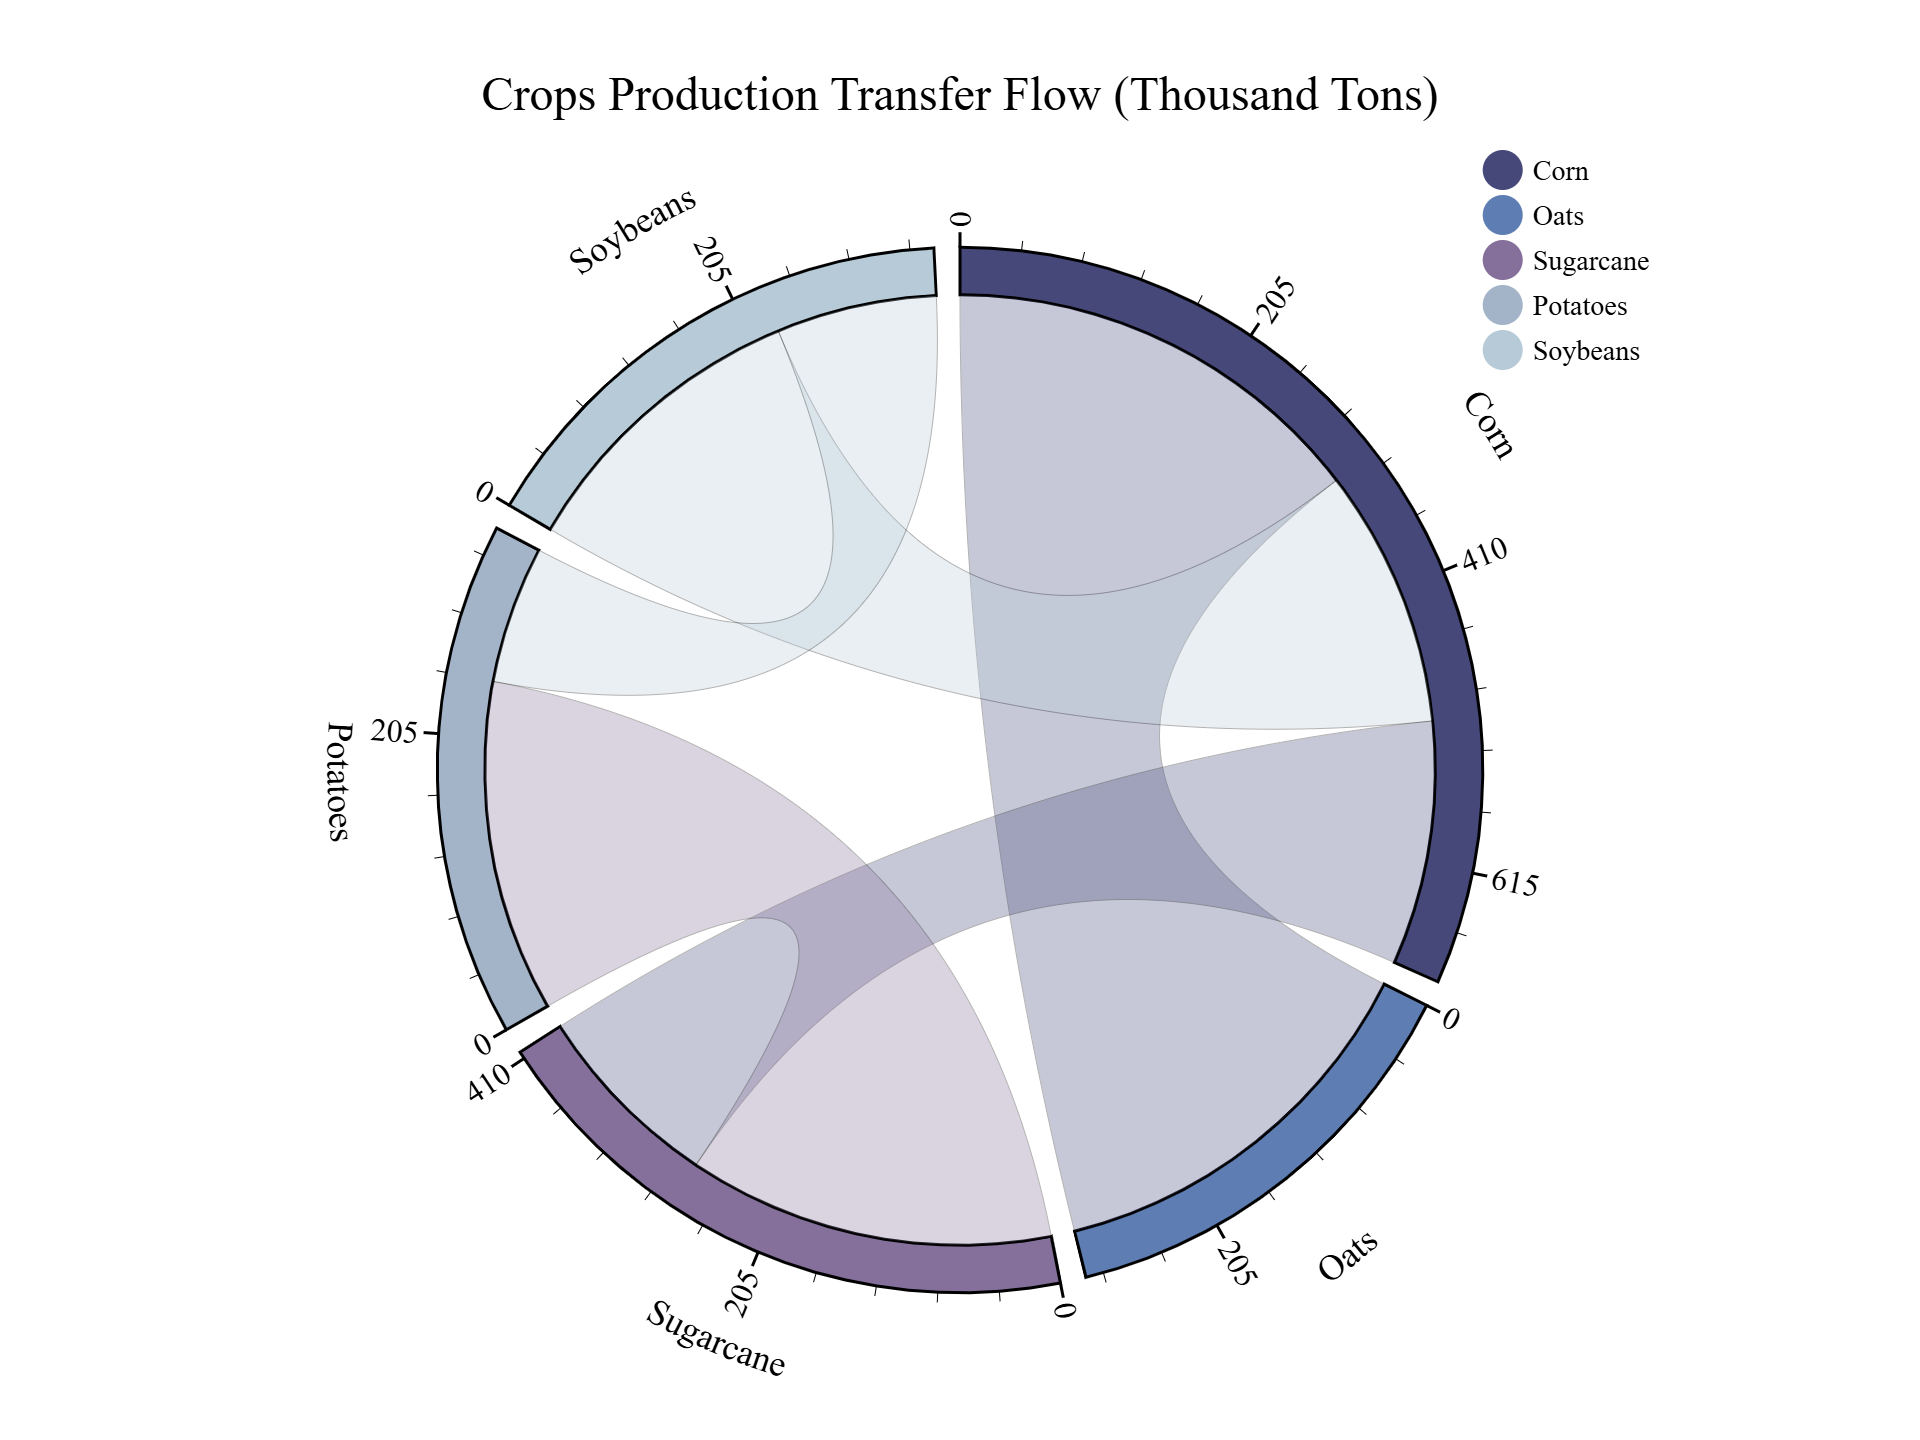 Crops Production Transfer Flow (Thousand Tons)
Corn
Oats
Sugarcane
Potatoes
Soybeans
0
205
410
615
Corn
0
205
Oats
0
205
410
Sugarcane
0
205
Potatoes
0
205
Soybeans